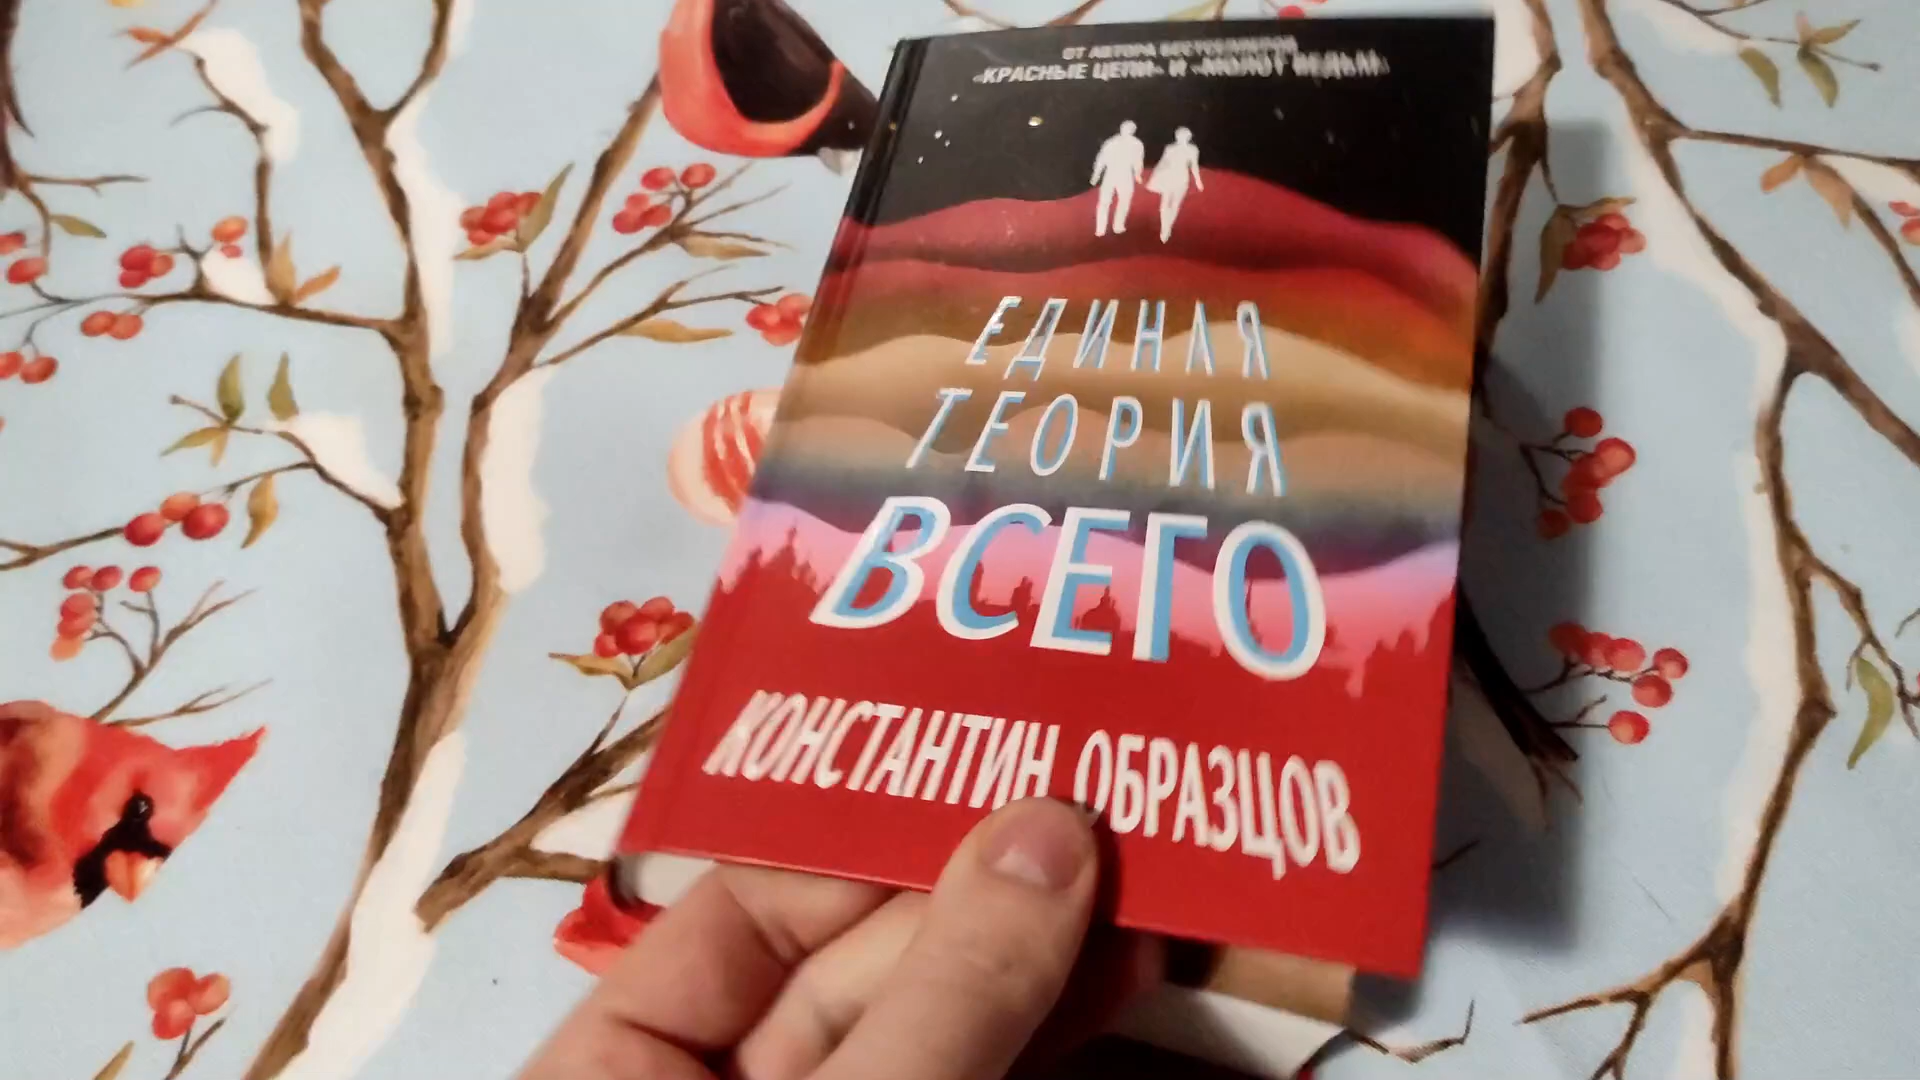 ОТ АВТОРА БЕСТСЕЛЛЕРОВ
«КРАСНЫЕ ЦЕПИ» И «МОЛОТ ВЕДЬМ»
ЕДИНАЯ
ТЕОРИЯ
ВСЕГО
КОНСТАНТИН ОБРАЗЦОВ